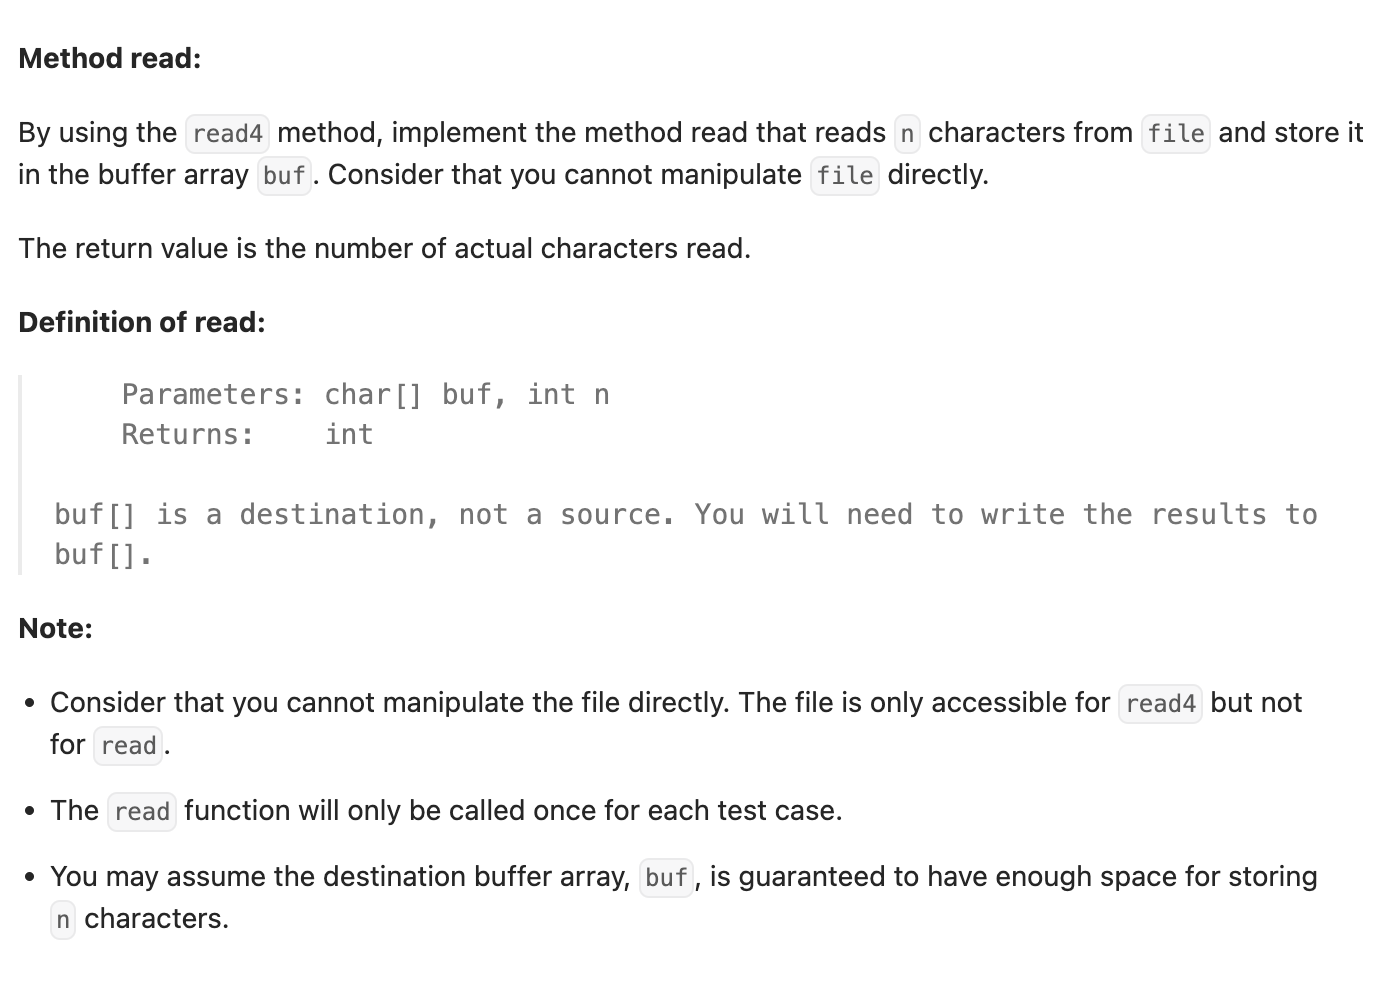 Method read:
By using the read4 method, implement the method read that reads n characters from file and store it
in the buffer array buf. Consider that you cannot manipulate file directly.
The return value is the number of actual characters read.
Definition of read:
Parameters: char[] buf, int n
Returns: int
buf[] is a destination, not a source. You will need to write the results to
buf[].
Note:
• Consider that you cannot manipulate the file directly. The file is only accessible for read4 but not
for read.
• The read function will only be called once for each test case.
• You may assume the destination buffer array, buf, is guaranteed to have enough space for storing
n characters.